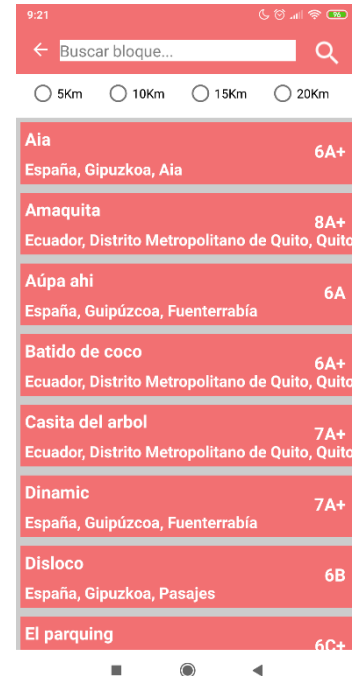 9:21
96
Buscar bloque...
5Km 10Km 15Km 20Km
Aia
6A+
España, Gipuzkoa, Aia
Amaquita
8A+
Ecuador, Distrito Metropolitano de Quito, Quito
Aúpa ahi
6A
España, Guipúzcoa, Fuenterrabía
Batido de coco
6A+
Ecuador, Distrito Metropolitano de Quito, Quito
Casita del arbol
7A+
Ecuador, Distrito Metropolitano de Quito, Quito
Dinamic
7A+
España, Guipúzcoa, Fuenterrabía
Disloco
6B
España, Gipuzkoa, Pasajes
El parquing
6C+